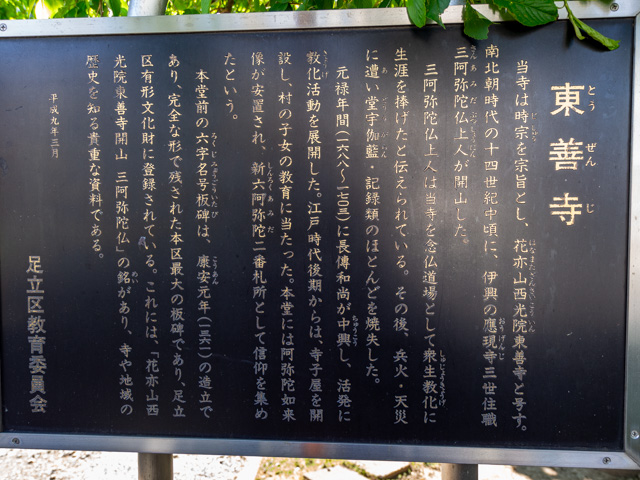 東善寺
とうぜんじ
当寺は時宗を宗旨とし、花亦山西光院東善寺と号す。
南北朝時代の十四世紀中頃に、伊興の應現寺三世住職
三阿弥陀仏上人が開山した。
三阿弥陀仏上人は当寺を念仏道場として衆生教化に
生涯を捧げたと伝えられている。その後、兵火・天災
に遭い堂宇伽藍・記録類のほとんどを焼失した。
元禄年間(一六八八〜一七〇三)に長傳和尚が中興し、活発に
教化活動を展開した。江戸時代後期からは、寺子屋を開
設し、村の子女の教育に当たった。本堂には阿弥陀如来
像が安置され、新六阿弥陀二番札所として信仰を集め
たという。
本堂前の六字名号板碑は、康安元年(一三六一)の造立で
あり、完全な形で残された本区最大の板碑であり、足立
区有形文化財に登録されている。これには、「花亦山西
光院東善寺開山 三阿弥陀仏」の銘があり、寺や地域の
歴史を知る貴重な資料である。
平成九年三月
足立区教育委員会